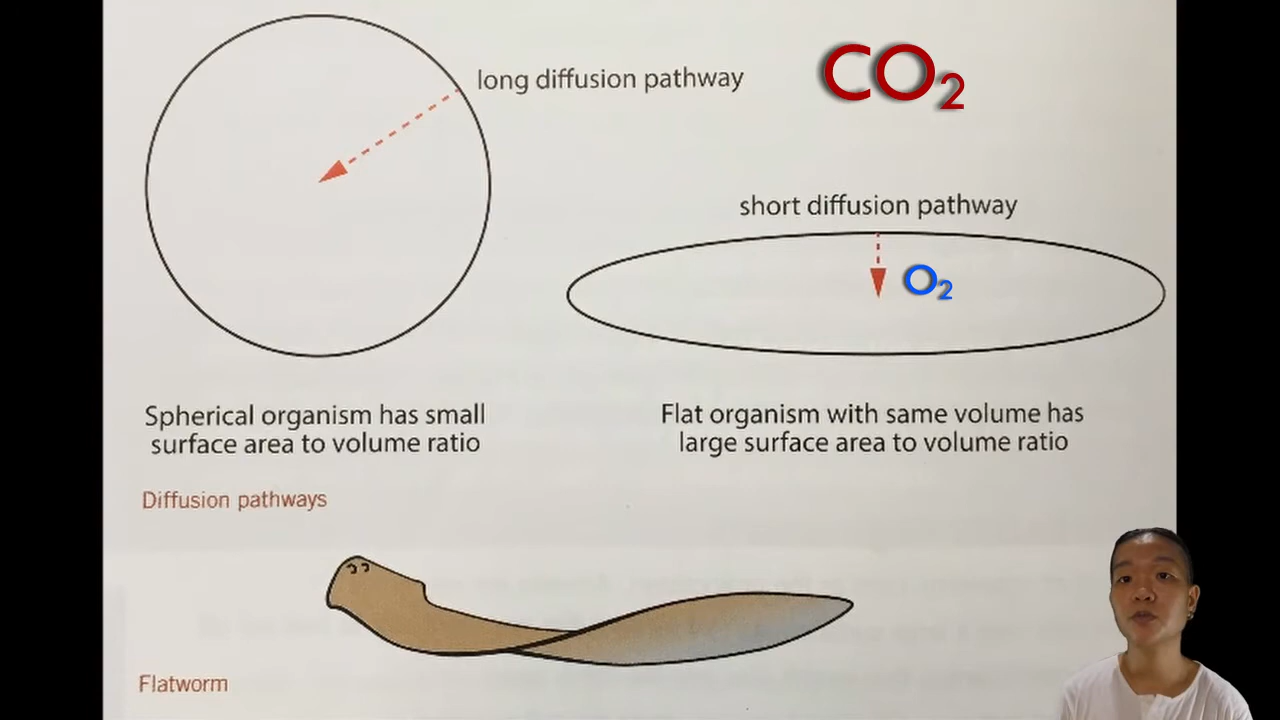 long diffusion pathway
CO₂
short diffusion pathway
O₂
Spherical organism has small
surface area to volume ratio
Flat organism with same volume has
large surface area to volume ratio
Diffusion pathways
Flatworm